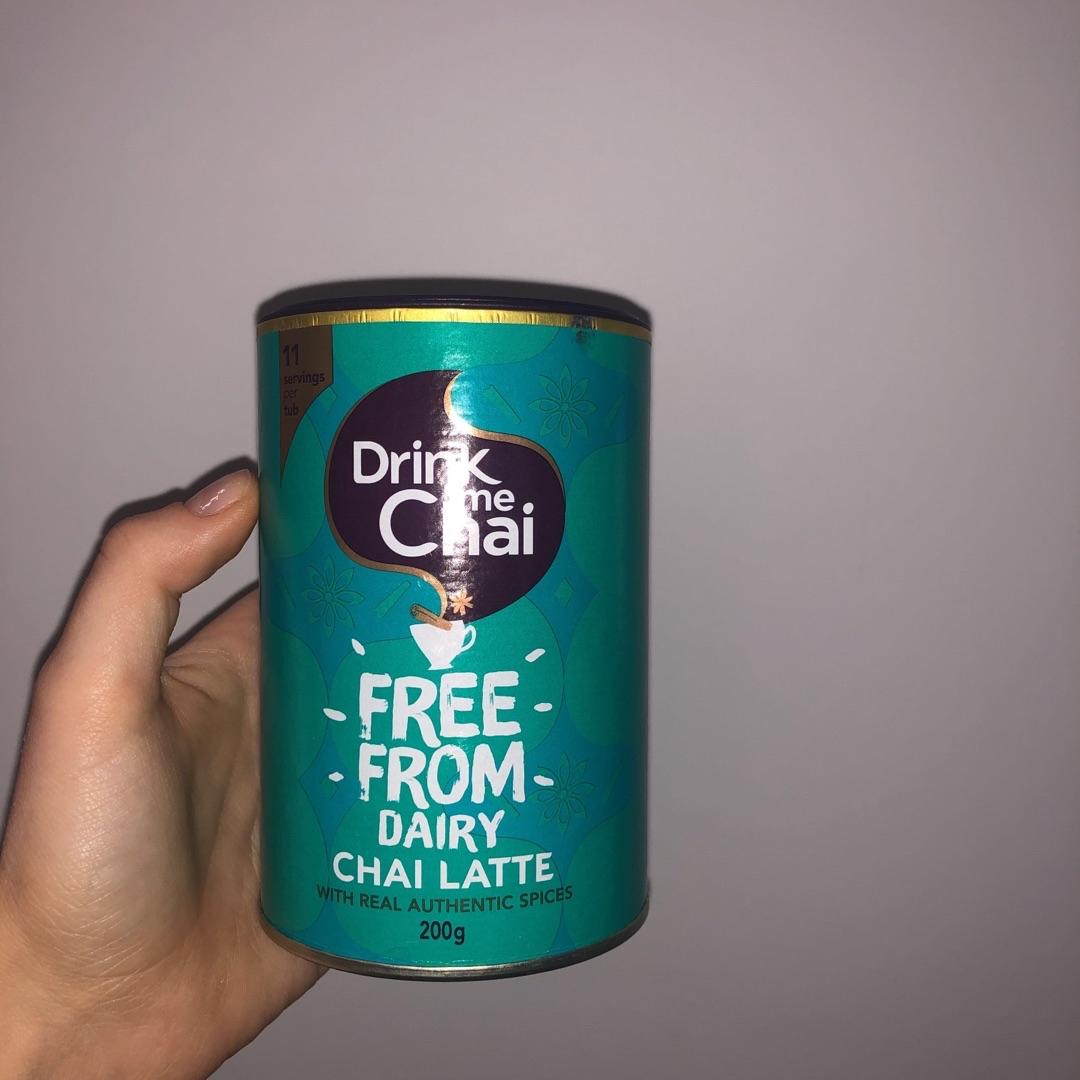 11
servings
per
tub
Drink
me
Chai
FREE
FROM
DAIRY
CHAI LATTE
WITH REAL AUTHENTIC SPICES
200g